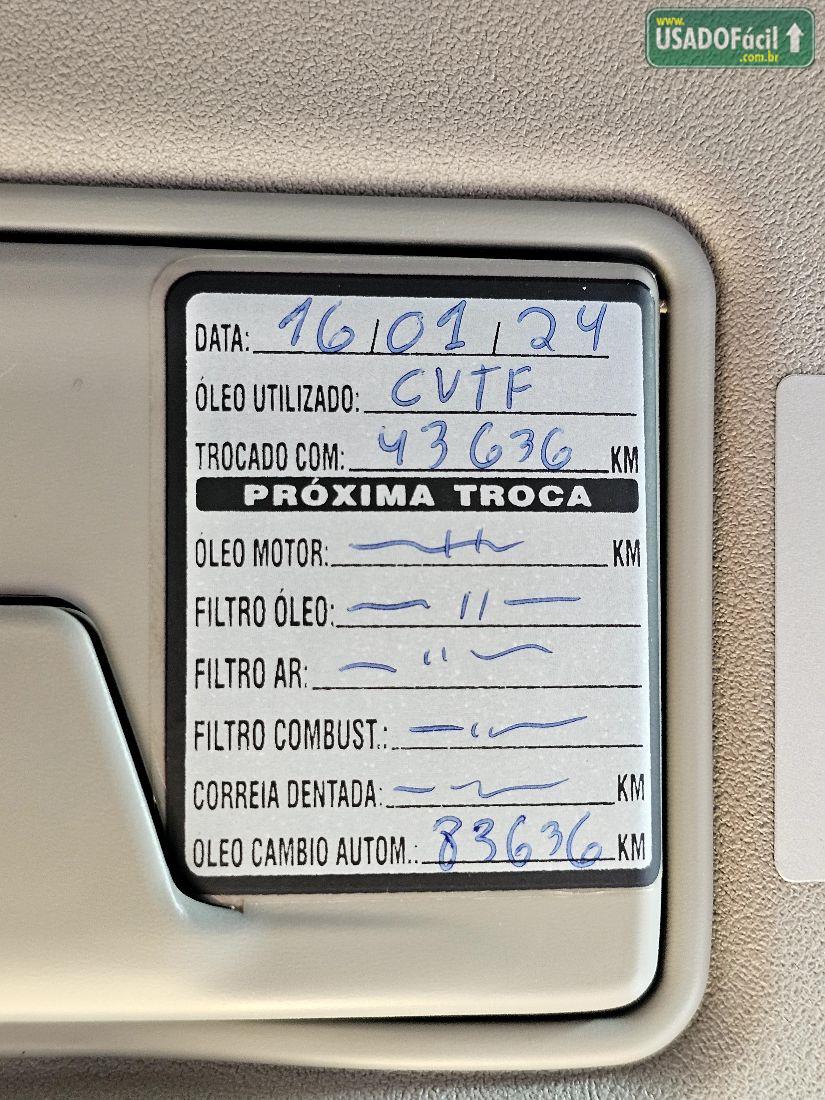 www.
USADOFácil
.com.br
DATA: 16/01/24
ÓLEO UTILIZADO: CVTF
TROCADO COM: 43636 KM
PRÓXIMA TROCA
ÓLEO MOTOR: KM
FILTRO ÓLEO: — " —
FILTRO AR: — " —
FILTRO COMBUST.: — " —
CORREIA DENTADA: — " — KM
ÓLEO CAMBIO AUTOM.: 83636 KM